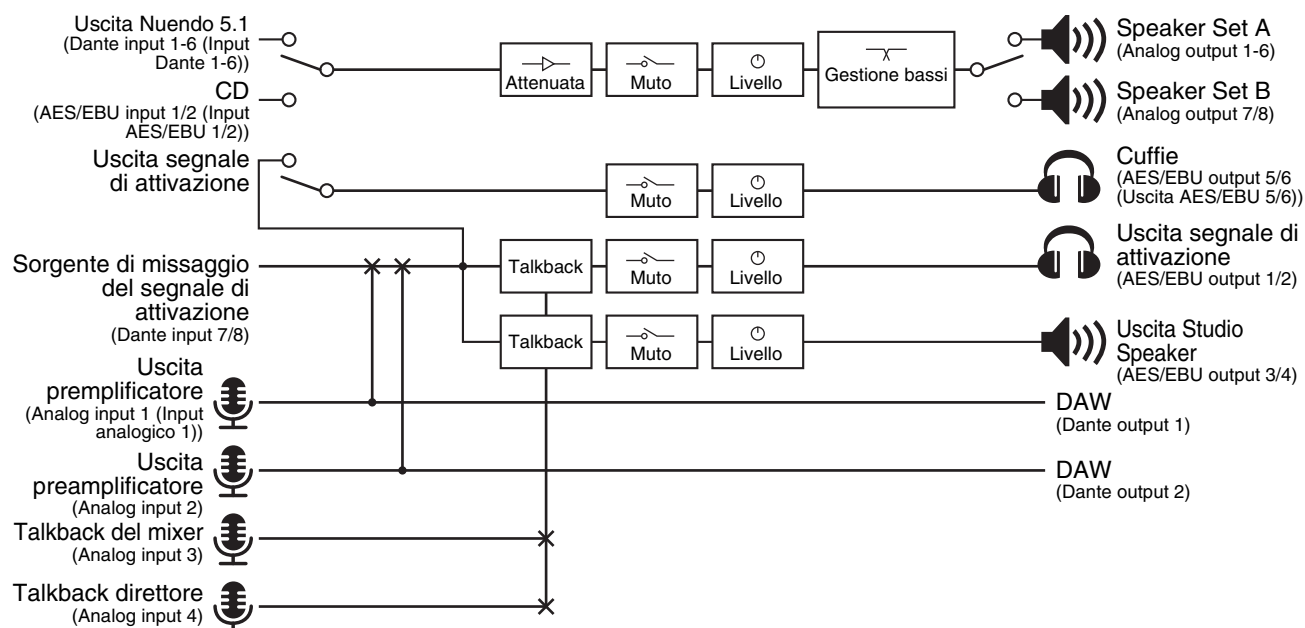 Uscita Nuendo 5.1
(Dante input 1-6 (Input
Dante 1-6))
CD
(AES/EBU input 1/2 (Input
AES/EBU 1/2))
Uscita segnale
di attivazione
Sorgente di missaggio
del segnale di
attivazione
(Dante input 7/8)
Uscita
premplificatore
(Analog input 1 (Input
analogico 1))
Uscita
preamplificatore
(Analog input 2)
Talkback del mixer
(Analog input 3)
Talkback direttore
(Analog input 4)
Attenuata
Muto
Livello
Gestione bassi
Muto
Livello
Talkback
Muto
Livello
Talkback
Muto
Livello
Speaker Set A
(Analog output 1-6)
Speaker Set B
(Analog output 7/8)
Cuffie
(AES/EBU output 5/6
(Uscita AES/EBU 5/6))
Uscita segnale di
attivazione
(AES/EBU output 1/2)
Uscita Studio
Speaker
(AES/EBU output 3/4)
DAW
(Dante output 1)
DAW
(Dante output 2)